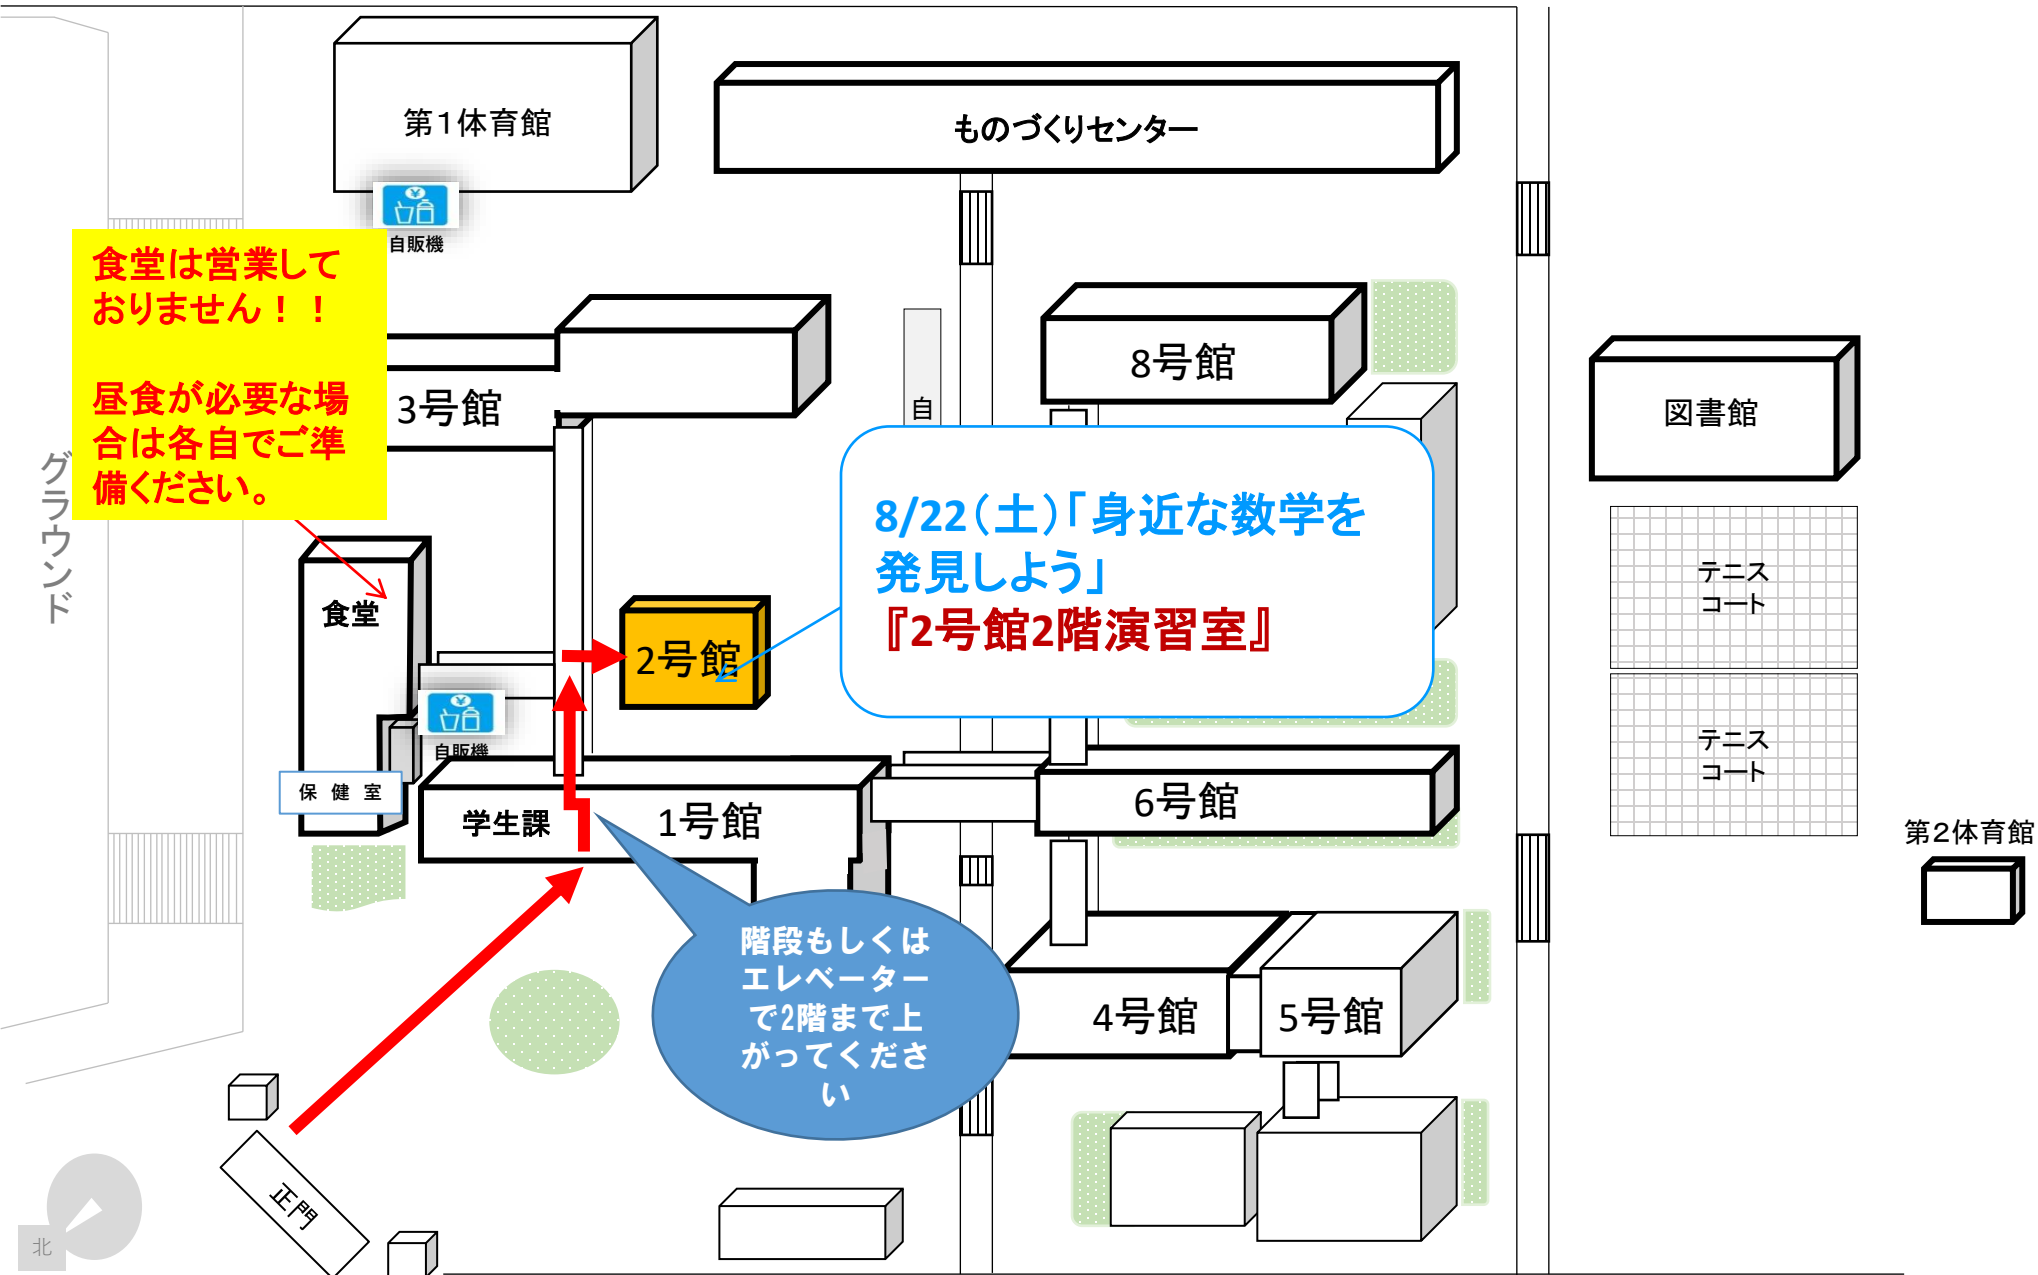 第1体育館
ものづくりセンター
自販機
食堂は営業して
おりません！！
昼食が必要な場
合は各自でご準
備ください。
3号館
自
8号館
図書館
グラウンド
8/22（土）「身近な数学を
発見しよう」
『2号館2階演習室』
テニス
コート
食堂
2号館
自販機
テニス
コート
保健室
学生課
1号館
6号館
第2体育館
階段もしくは
エレベーター
で2階まで上
がってくださ
い
4号館
5号館
正門
北